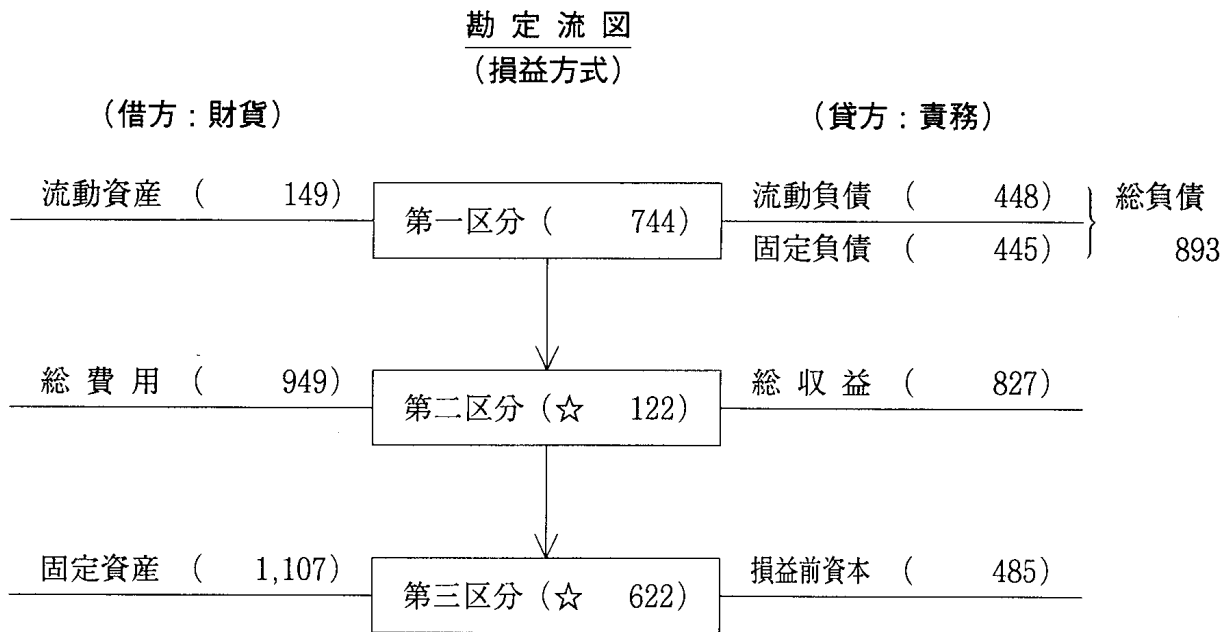 勘定流図
(損益方式)
(借方:財貨) (貸方:責務)
流動資産 ( 149) 第一区分 ( 744) 流動負債 ( 448) 総負債
固定負債 ( 445) 893
総費用 ( 949) 第二区分 (☆ 122) 総収益 ( 827)
固定資産 ( 1,107) 第三区分 (☆ 622) 損益前資本 ( 485)